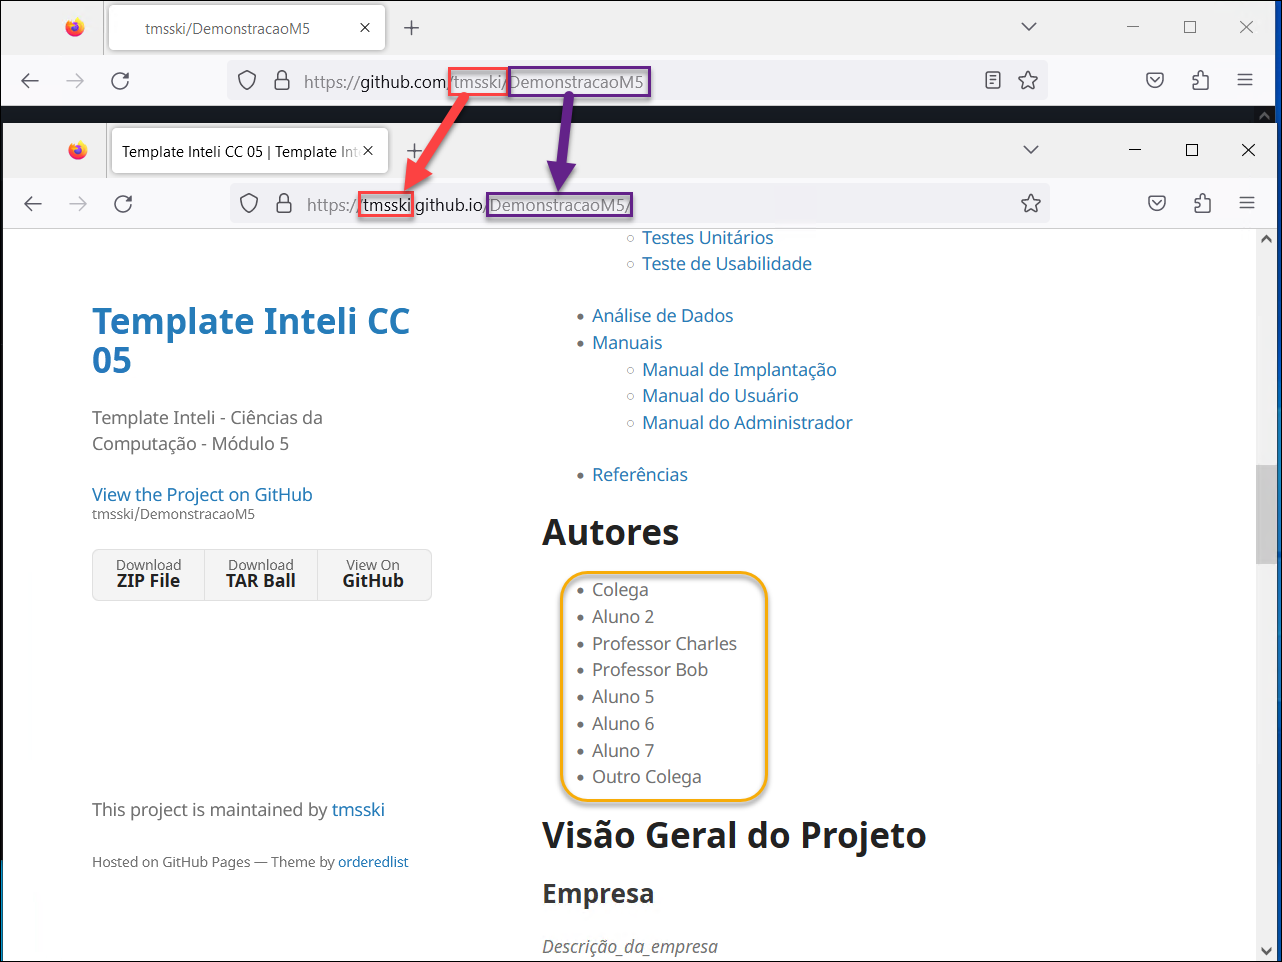 tmsski/DemonstracaoM5
https://github.com/tmsski/DemonstracaoM5
Template Inteli CC 05 | Template Int
https://tmsski.github.io/DemonstracaoM5/
Testes Unitários
Teste de Usabilidade
Template Inteli CC
05
Análise de Dados
Manuais
Manual de Implantação
Manual do Usuário
Manual do Administrador
Template Inteli - Ciências da
Computação - Módulo 5
Referências
View the Project on GitHub
tmsski/DemonstracaoM5
Download
ZIP File
Download
TAR Ball
View On
GitHub
Autores
Colega
Aluno 2
Professor Charles
Professor Bob
Aluno 5
Aluno 6
Aluno 7
Outro Colega
This project is maintained by tmsski
Hosted on GitHub Pages — Theme by orderedlist
Visão Geral do Projeto
Empresa
Descrição_da_empresa